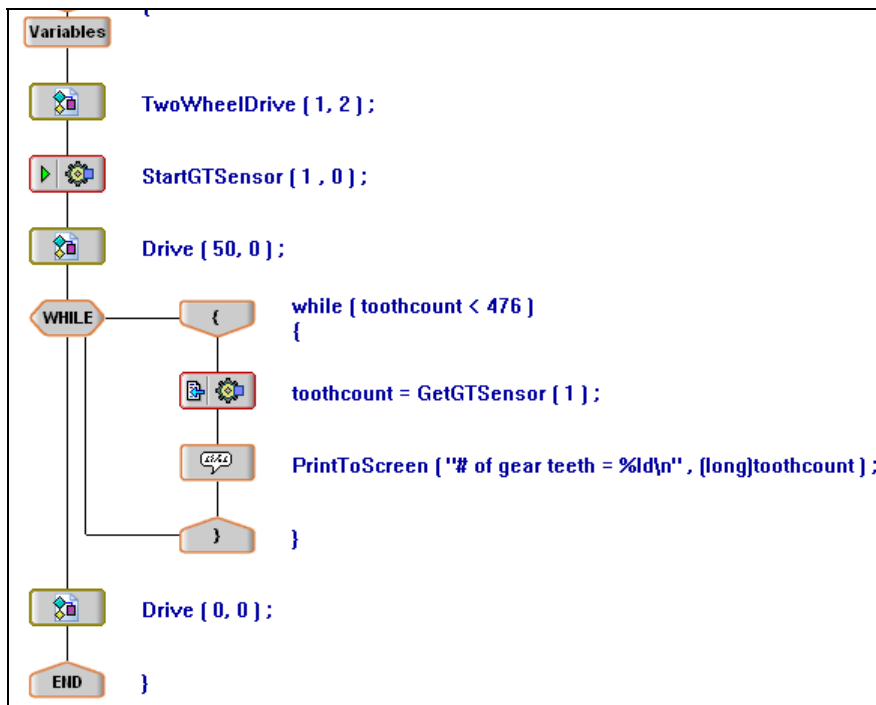 {
Variables
TwoWheelDrive ( 1, 2 ) ;
StartGTSensor ( 1 , 0 ) ;
Drive ( 50, 0 ) ;
WHILE
{
while ( toothcount < 476 )
{
toothcount = GetGTSensor ( 1 ) ;
PrintToScreen ( "# of gear teeth = %ld\n" , (long)toothcount ) ;
}
}
Drive ( 0, 0 ) ;
END
}